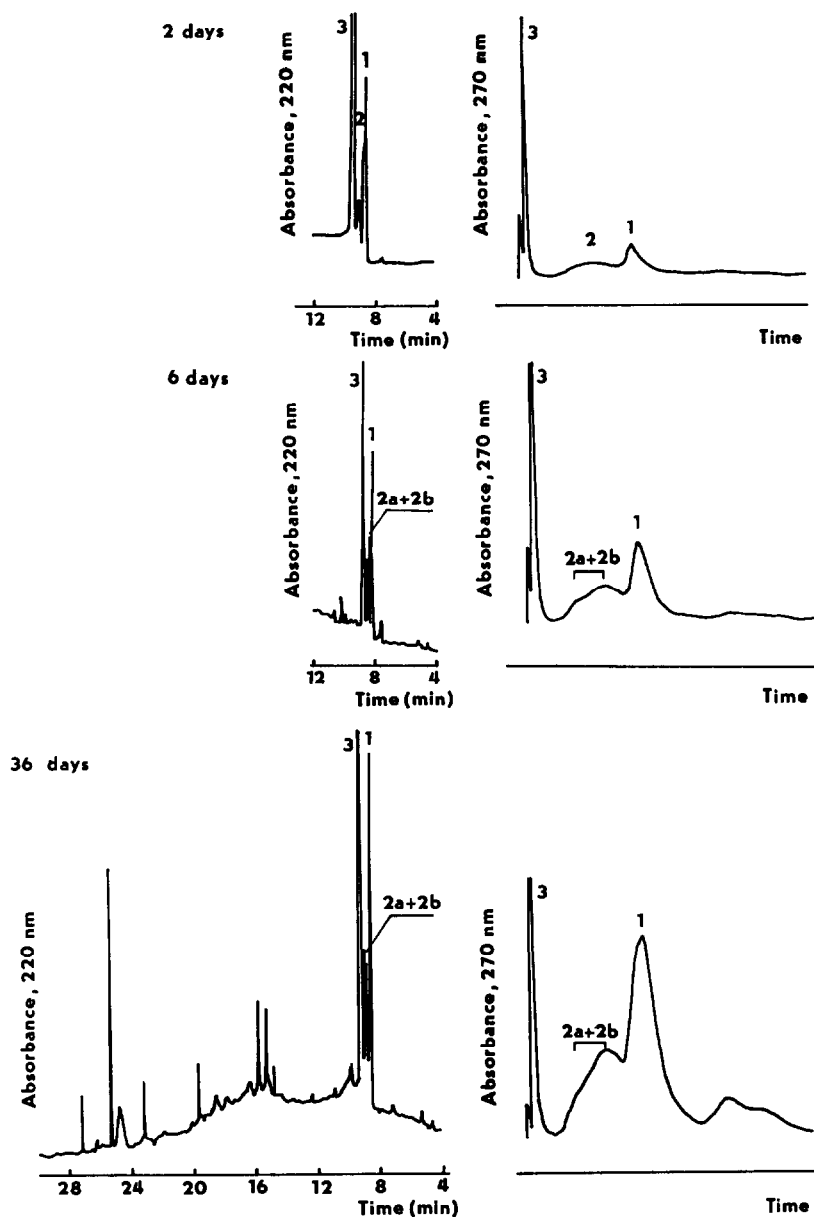 2 days
3
1
2
Absorbance, 220 nm
12 8 4
Time (min)
3
2
1
Absorbance, 270 nm
Time
6 days
3
1
2a+2b
Absorbance, 220 nm
12 8 4
Time (min)
3
2a+2b
1
Absorbance, 270 nm
Time
36 days
3 1
2a+2b
Absorbance, 220 nm
28 24 20 16 12 8 4
Time (min)
3
1
2a+2b
Absorbance, 270 nm
Time